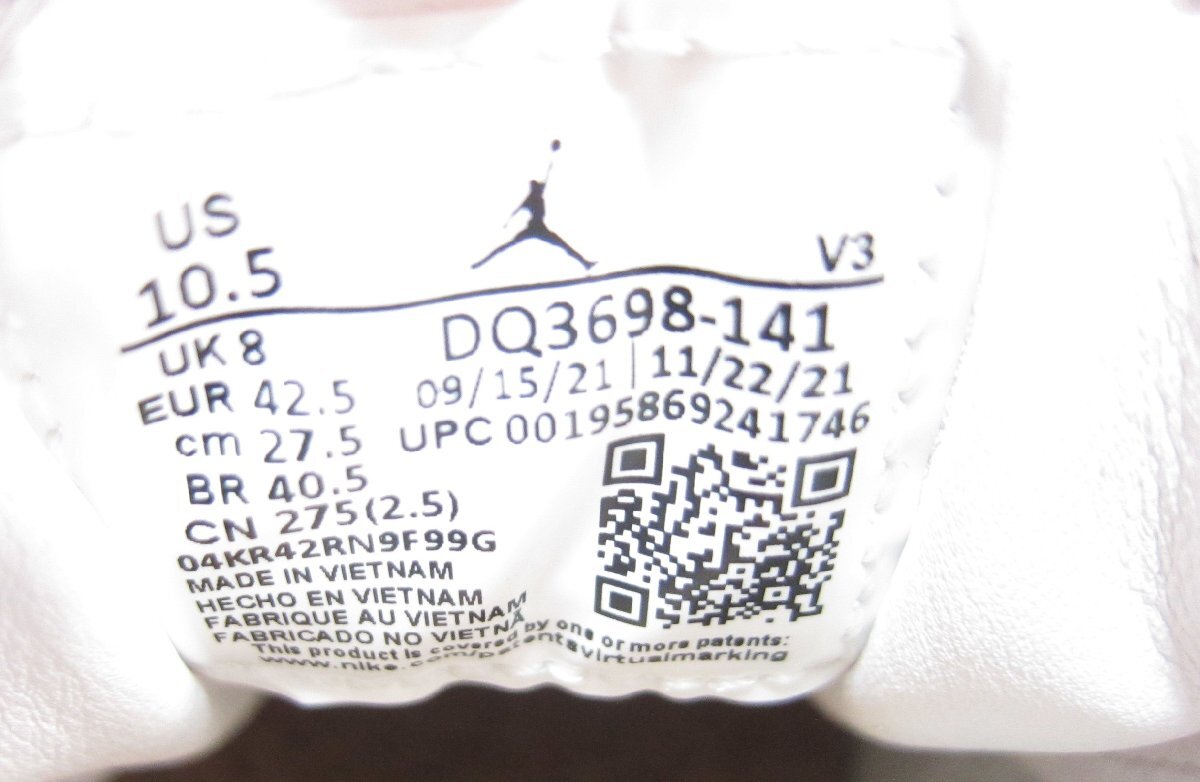 US
10.5
V3
UK 8
DQ3698-141
EUR 42.5
09/15/21 | 11/22/21
cm 27.5
UPC 00195869241746
BR 40.5
CN 275(2.5)
04KR42RN9F99G
MADE IN VIETNAM
HECHO EN VIETNAM
FABRIQUE AU VIETNAM
FABRICADO NO VIETNA
This product is covered by one or more patents:
www.nike.com/patentsvirtualmarking